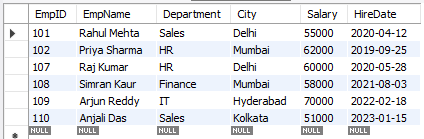 EmpID EmpName Department City Salary HireDate
101 Rahul Mehta Sales Delhi 55000 2020-04-12
102 Priya Sharma HR Mumbai 62000 2019-09-25
107 Raj Kumar HR Delhi 60000 2020-05-28
108 Simran Kaur Finance Mumbai 58000 2021-08-03
109 Arjun Reddy IT Hyderabad 70000 2022-02-18
110 Anjali Das Sales Kolkata 51000 2023-01-15
NULL NULL NULL NULL NULL NULL